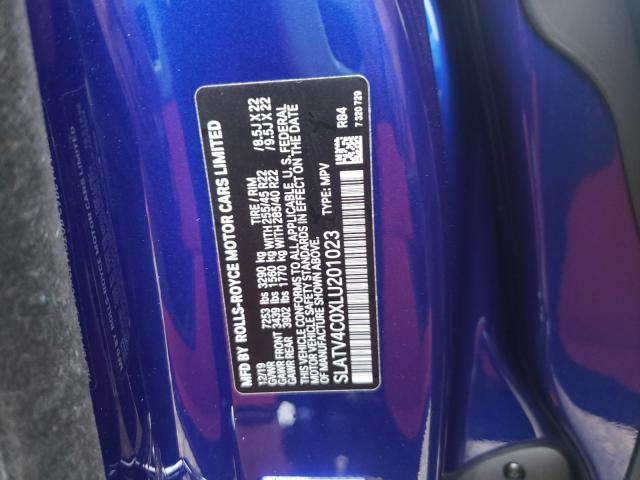 MFD BY ROLLS-ROYCE MOTOR CARS LIMITED
12/19 TIRE / RIM
GVWR 7253 lbs 3290 kg
GAWR FRONT 3439 lbs 1560 kg WITH 255/45 R22 /8.5J X 22
GAWR REAR 3902 lbs 1770 kg WITH 285/40 R22 /9.5J X 22
THIS VEHICLE CONFORMS TO ALL APPLICABLE U.S. FEDERAL
MOTOR VEHICLE SAFETY STANDARDS IN EFFECT ON THE DATE
OF MANUFACTURE SHOWN ABOVE.
SLATV4C0XLU201023 TYPE: MPV R84
7 320 729